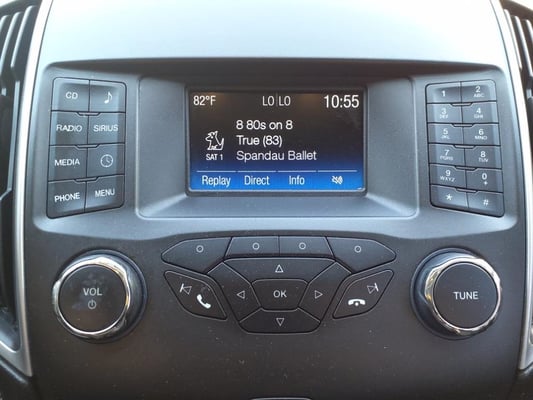 82°F LO LO 10:55
8 80s on 8
True (83)
SAT 1 Spandau Ballet
Replay Direct Info
CD
RADIO SIRIUS
MEDIA
PHONE MENU
1 2 ABC
3 DEF 4 GHI
5 JKL 6 MNO
7 PQRS 8 TUV
9 WXYZ 0 +
* #
VOL
OK
TUNE